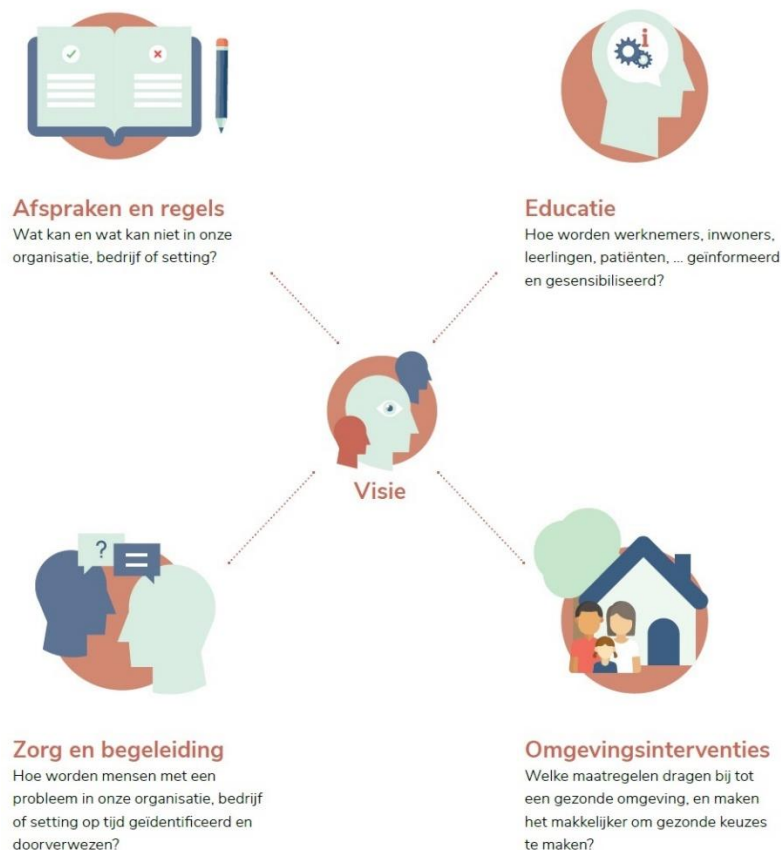 Afspraken en regels
Wat kan en wat kan niet in onze
organisatie, bedrijf of setting?
i
Educatie
Hoe worden werknemers, inwoners,
leerlingen, patiënten, ... geïnformeerd
en gesensibiliseerd?
Visie
?
=
Zorg en begeleiding
Hoe worden mensen met een
probleem in onze organisatie, bedrijf
of setting op tijd geïdentificeerd en
doorverwezen?
Omgevingsinterventies
Welke maatregelen dragen bij tot
een gezonde omgeving, en maken
het makkelijker om gezonde keuzes
te maken?